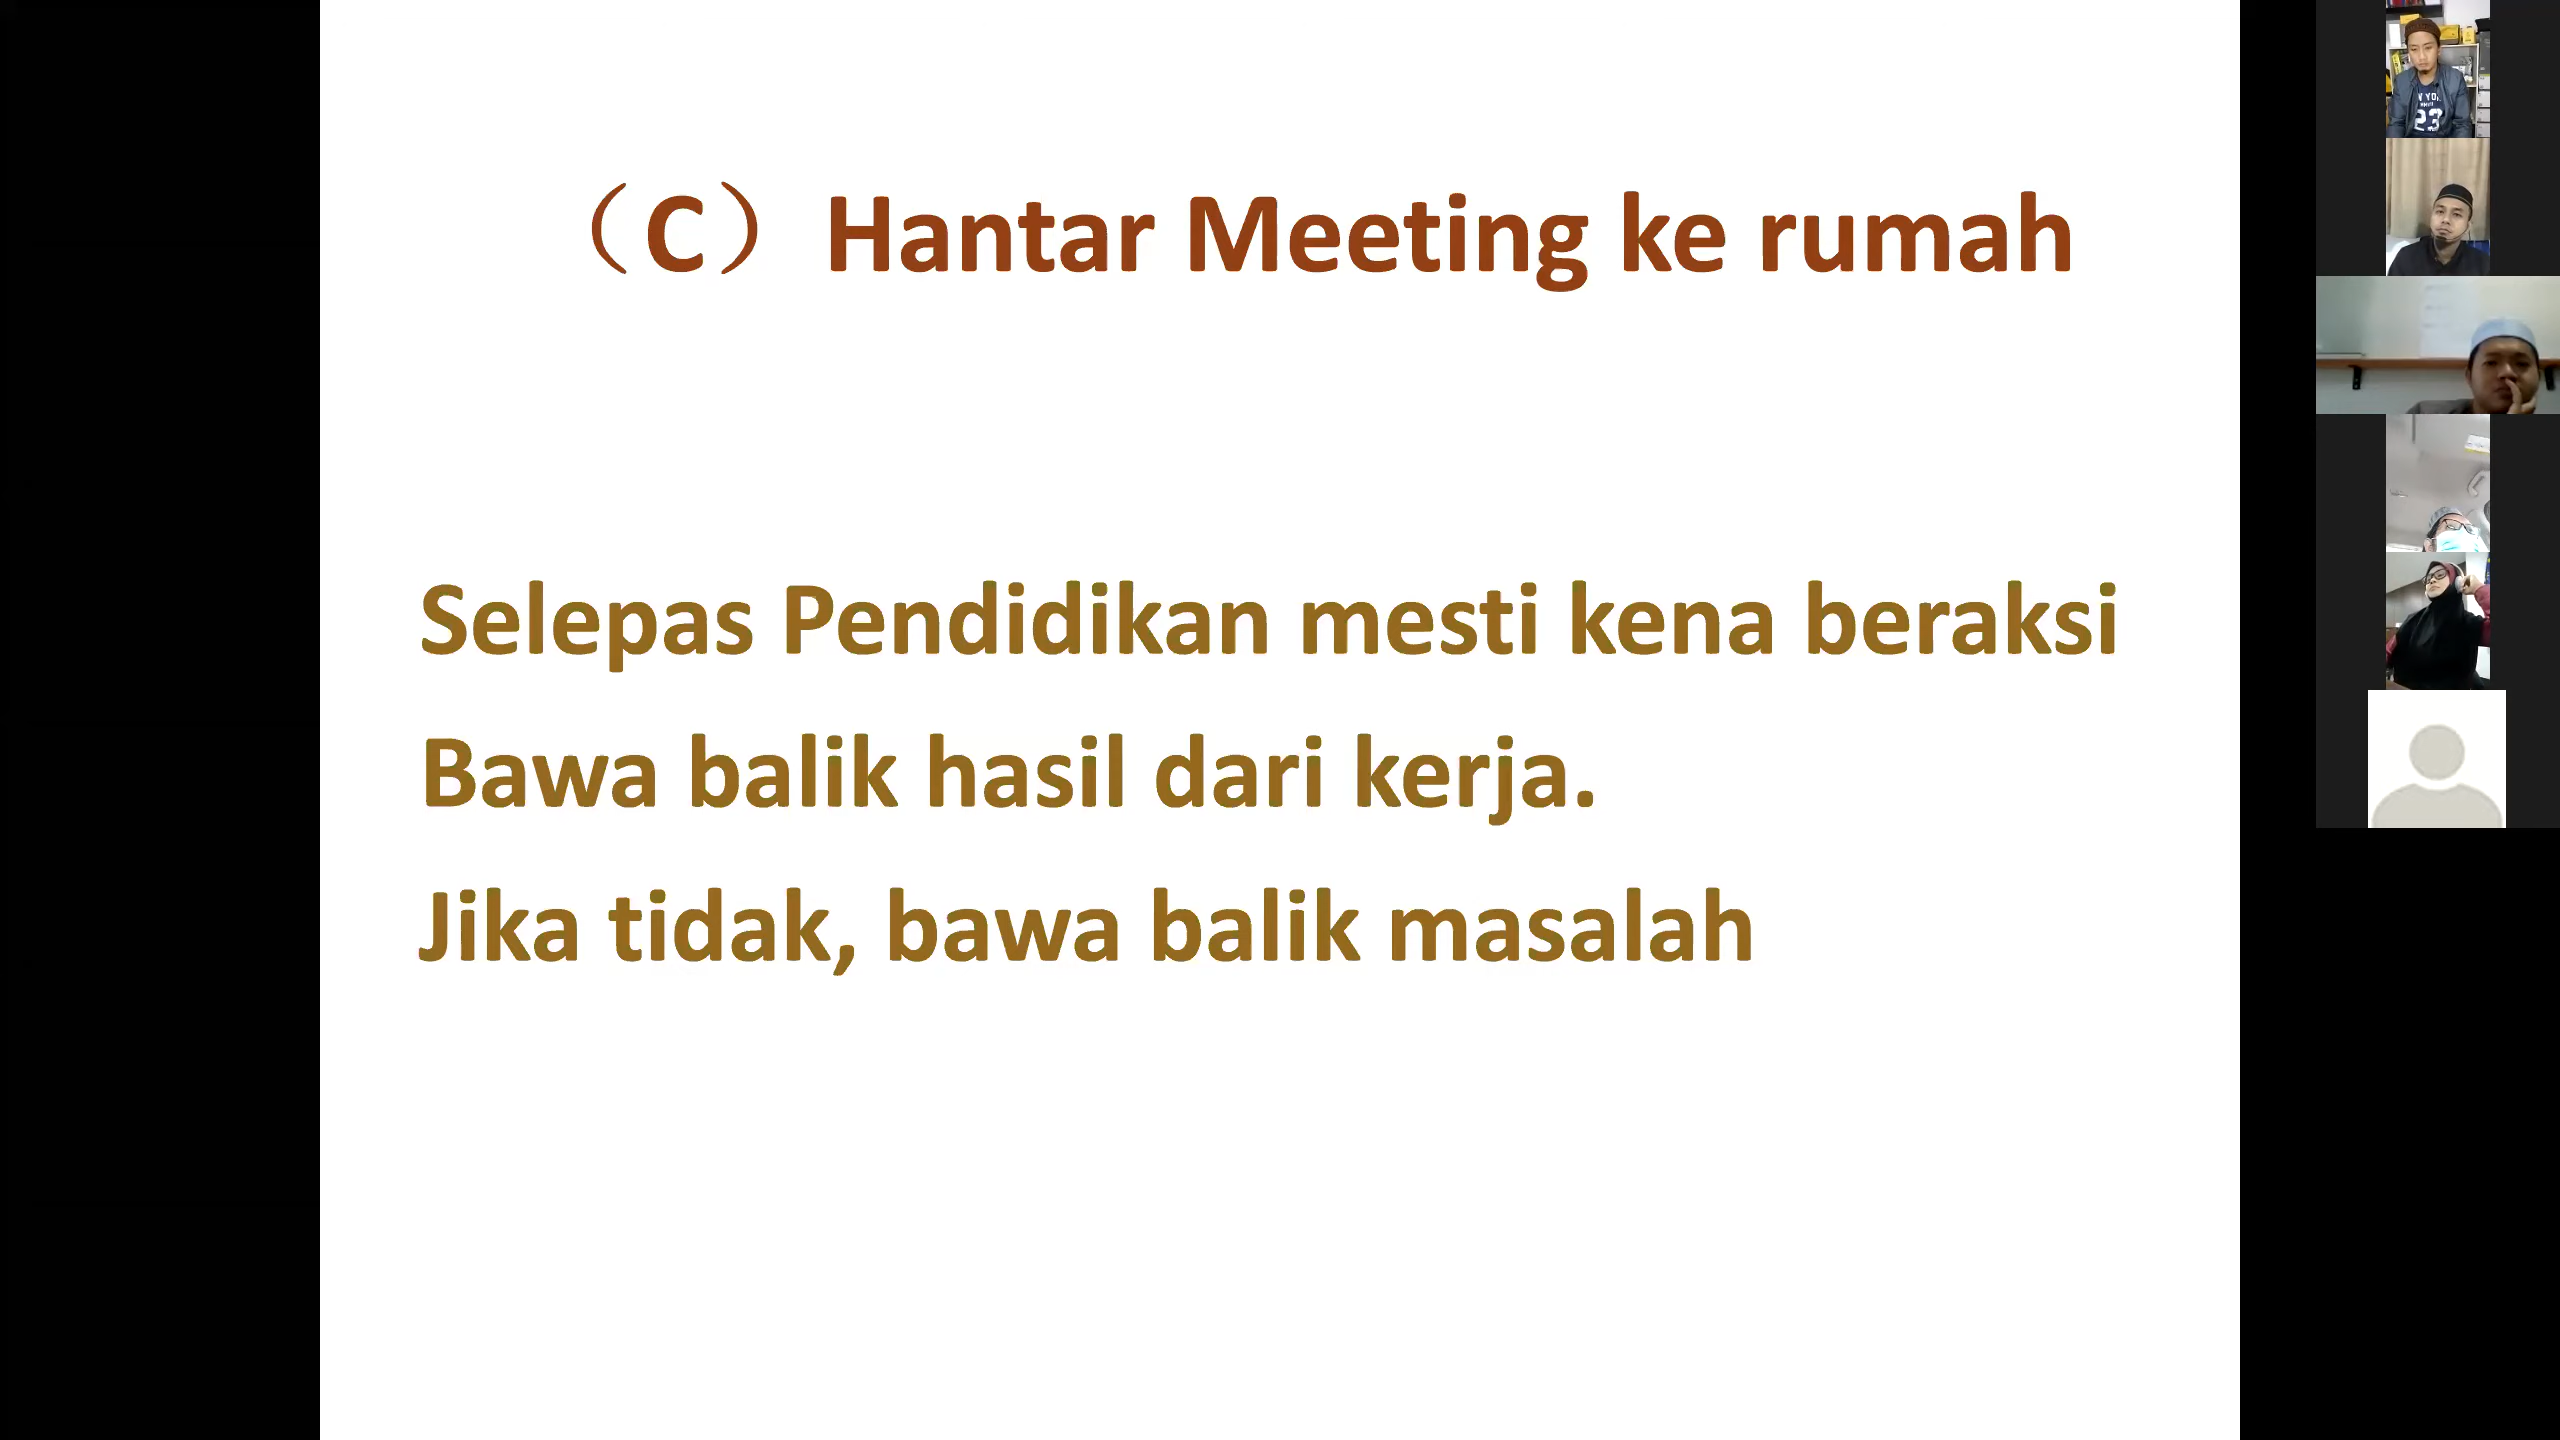 （C） Hantar Meeting ke rumah
Selepas Pendidikan mesti kena beraksi
Bawa balik hasil dari kerja.
Jika tidak, bawa balik masalah
23